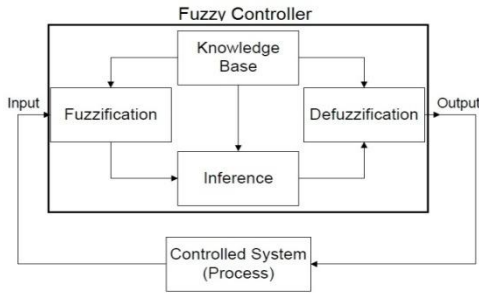 Fuzzy Controller
Knowledge
Base
Input
Fuzzification
Defuzzification
Output
Inference
Controlled System
(Process)